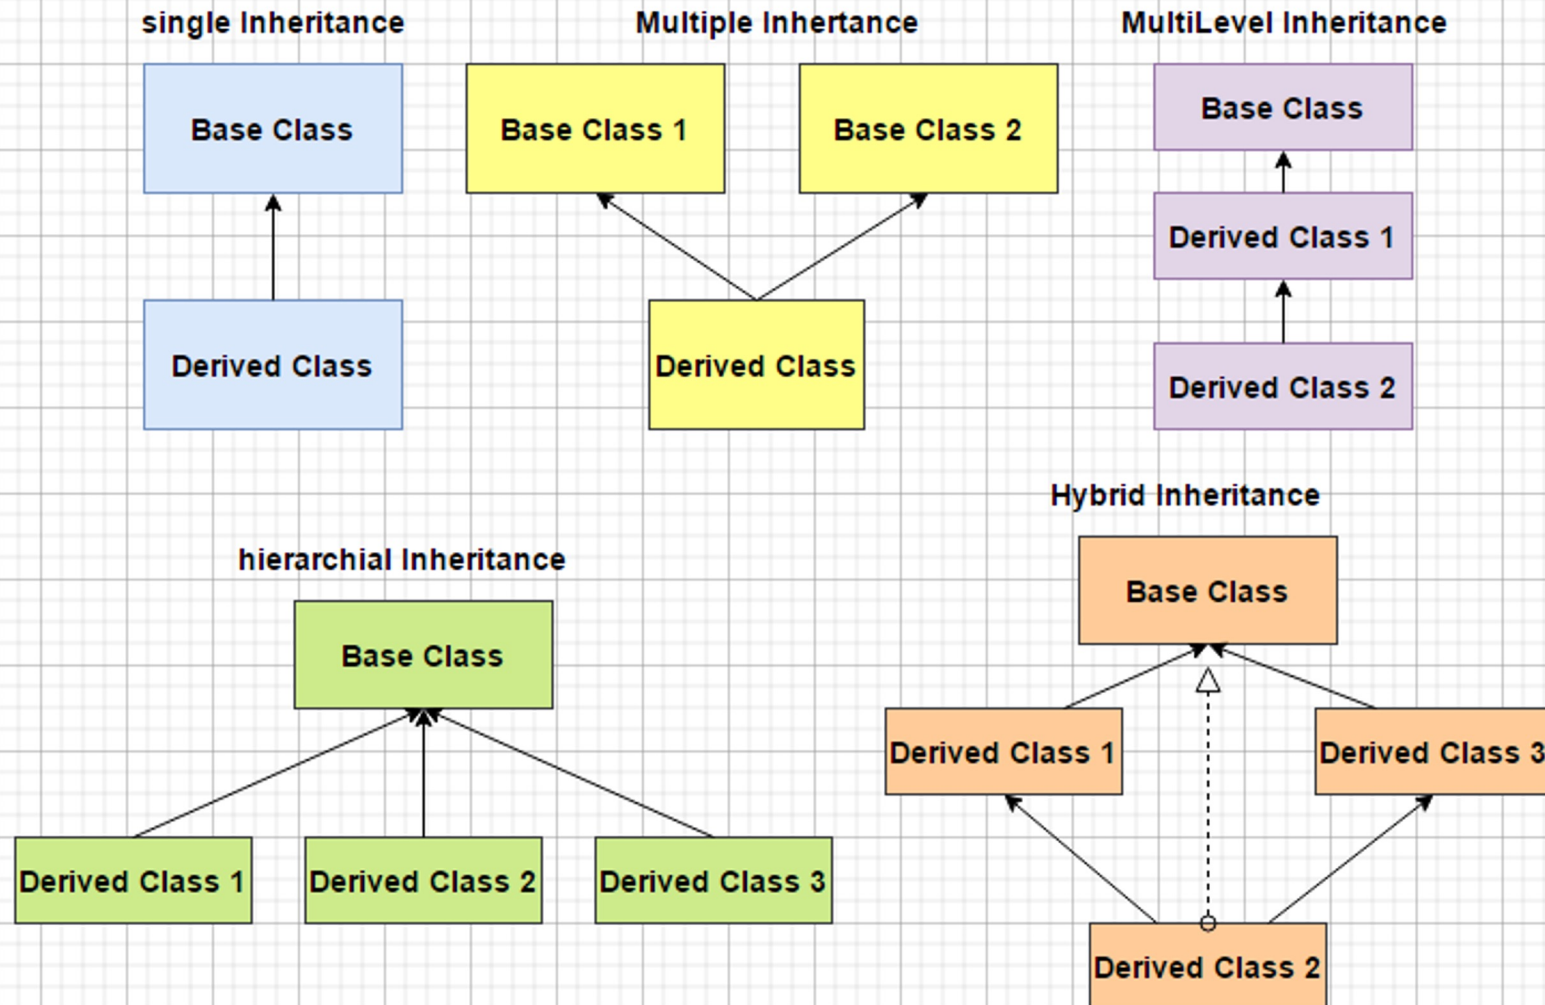 single Inheritance
Multiple Inhertance
MultiLevel Inheritance
Base Class
Base Class 1
Base Class 2
Base Class
Derived Class 1
Derived Class
Derived Class
Derived Class 2
Hybrid Inheritance
hierarchial Inheritance
Base Class
Base Class
Derived Class 1
Derived Class 3
Derived Class 1
Derived Class 2
Derived Class 3
Derived Class 2